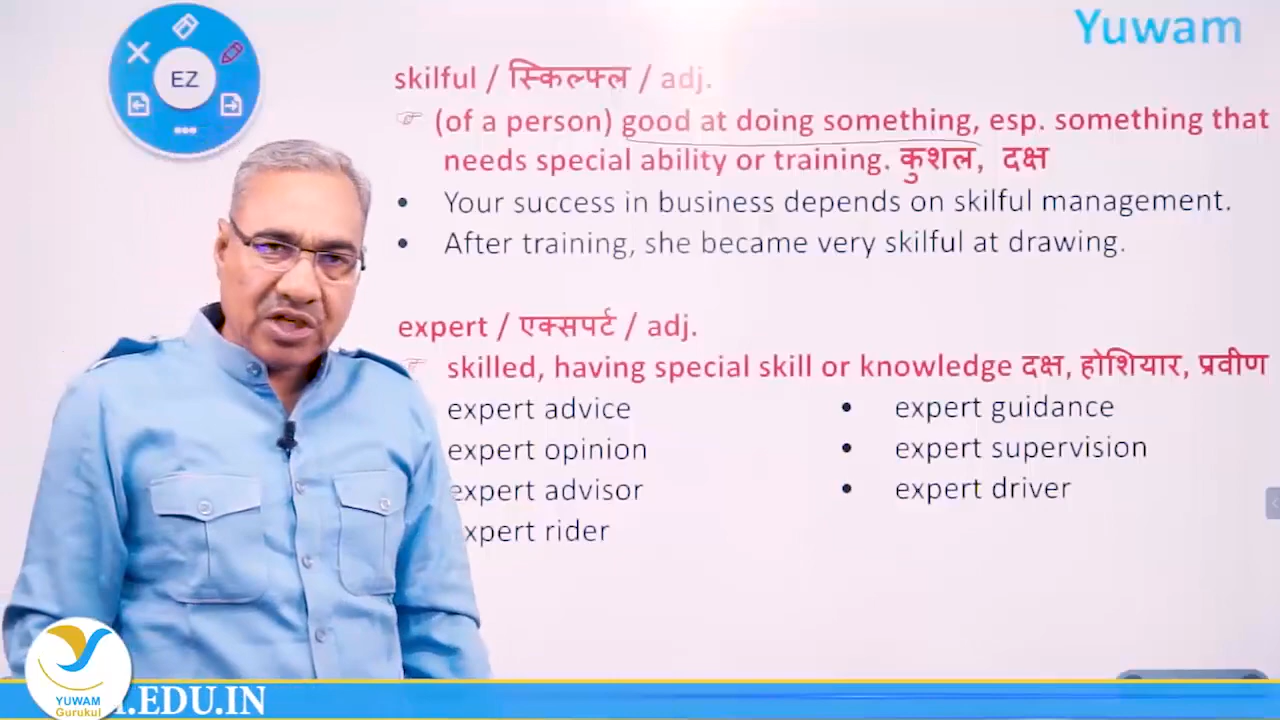 Yuwam
EZ
skilful / स्किल्फ्ल / adj.
(of a person) good at doing something, esp. something that
needs special ability or training. कुशल, दक्ष
• Your success in business depends on skilful management.
• After training, she became very skilful at drawing.
expert / एक्सपर्ट / adj.
skilled, having special skill or knowledge दक्ष, होशियार, प्रवीण
expert advice
• expert guidance
expert opinion
• expert supervision
expert advisor
• expert driver
xpert rider
.EDU.IN
YUWAM
Gurukul